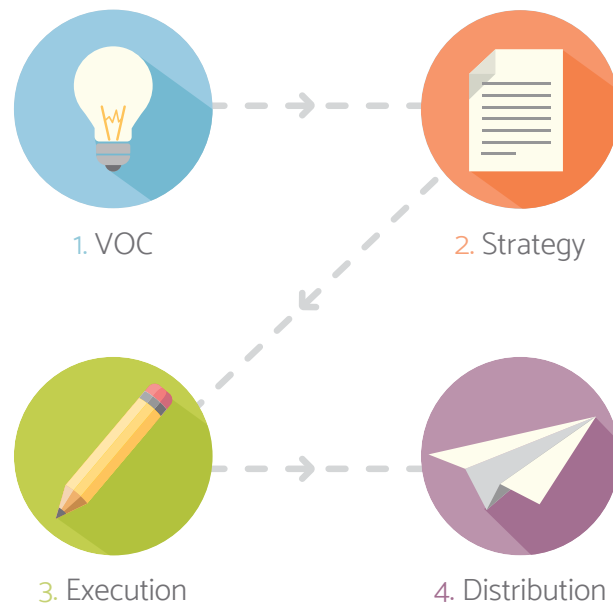 1. VOC
2. Strategy
3. Execution
4. Distribution